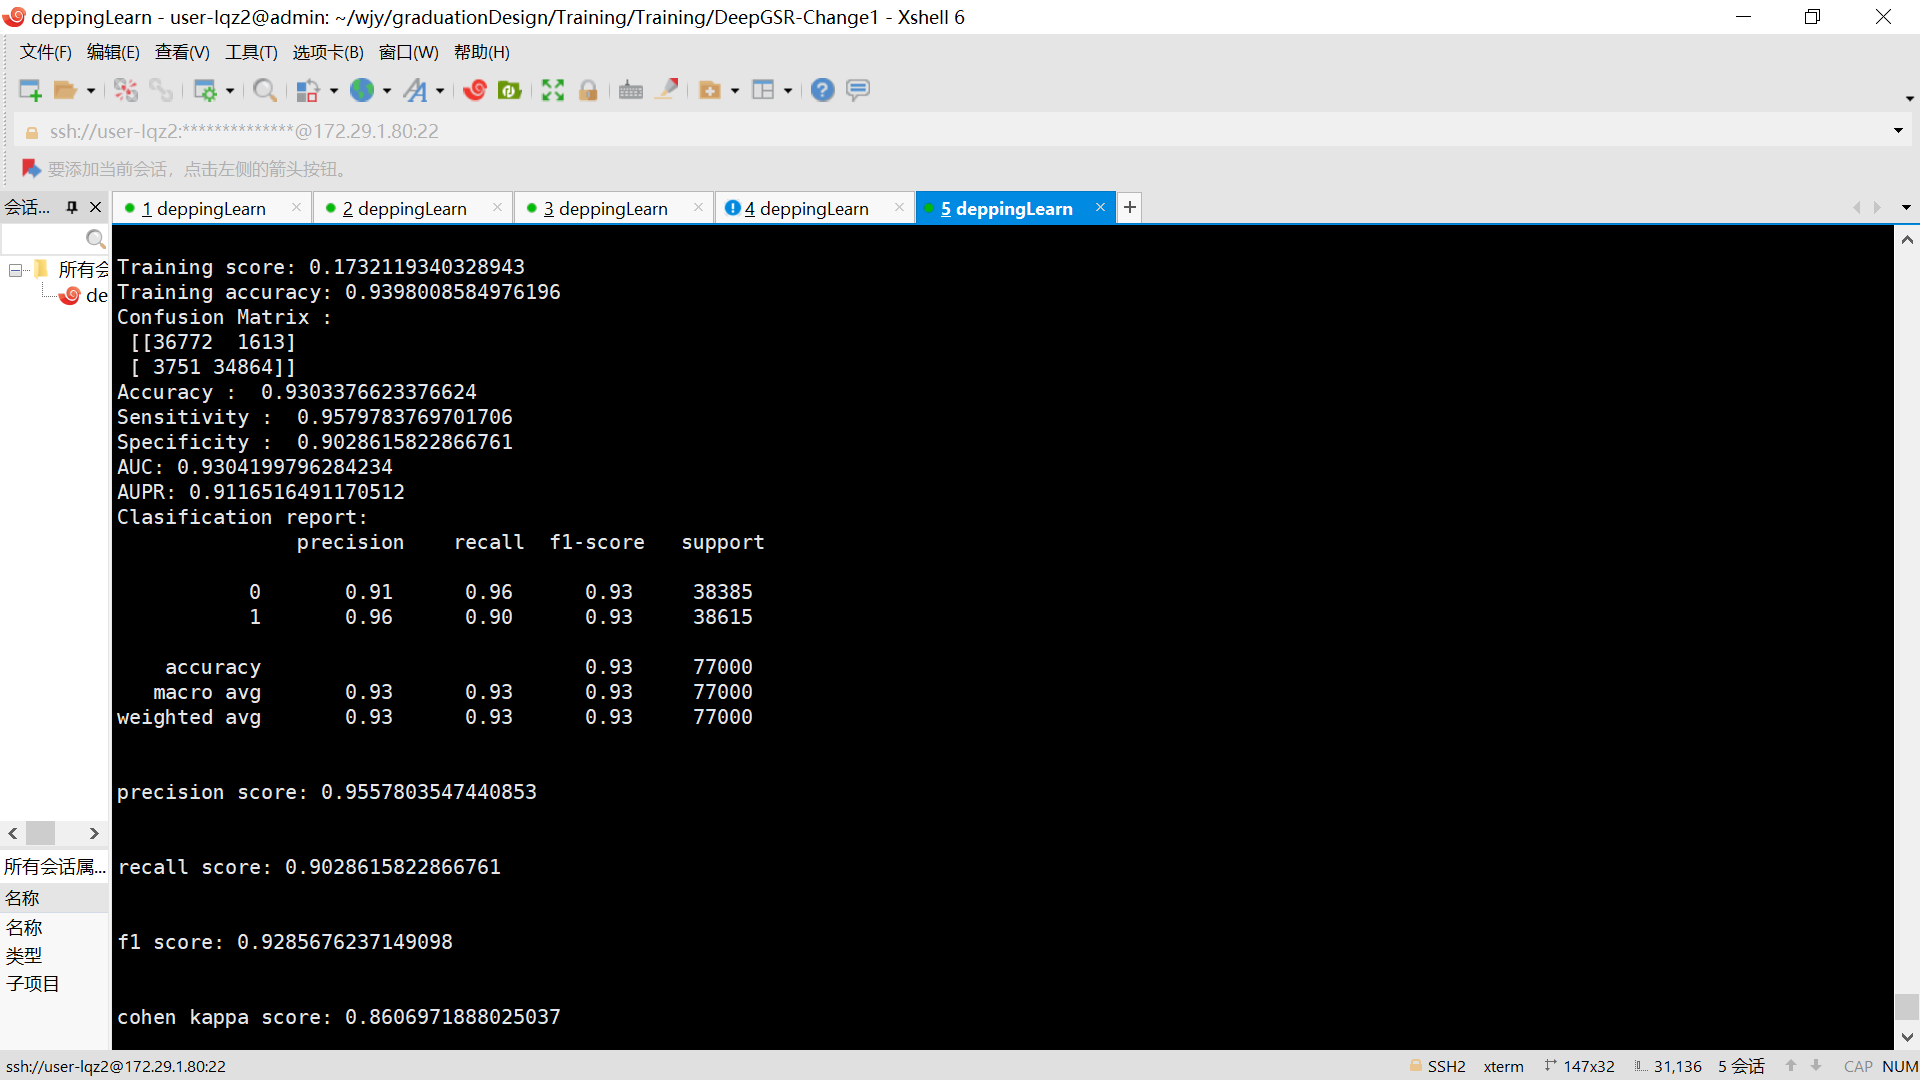 deppingLearn - user-lqz2@admin: ~/wjy/graduationDesign/Training/Training/DeepGSR-Change1 - Xshell 6
文件(F) 编辑(E) 查看(V) 工具(T) 选项卡(B) 窗口(W) 帮助(H)
ssh://user-lqz2:**************@172.29.1.80:22
要添加当前会话，点击左侧的箭头按钮。
会话... 1 deppingLearn 2 deppingLearn 3 deppingLearn 4 deppingLearn 5 deppingLearn
所有会
de
Training score: 0.1732119340328943
Training accuracy: 0.9398008584976196
Confusion Matrix :
[[36772 1613]
[ 3751 34864]]
Accuracy : 0.9303376623376624
Sensitivity : 0.9579783769701706
Specificity : 0.9028615822866761
AUC: 0.9304199796284234
AUPR: 0.9116516491170512
Clasification report:
precision recall f1-score support
0 0.91 0.96 0.93 38385
1 0.96 0.90 0.93 38615
accuracy 0.93 77000
macro avg 0.93 0.93 0.93 77000
weighted avg 0.93 0.93 0.93 77000
precision score: 0.9557803547440853
recall score: 0.9028615822866761
f1 score: 0.9285676237149098
cohen kappa score: 0.8606971888025037
所有会话属...
名称
名称
类型
子项目
ssh://user-lqz2@172.29.1.80:22 SSH2 xterm 147x32 31,136 5 会话 CAP NUM